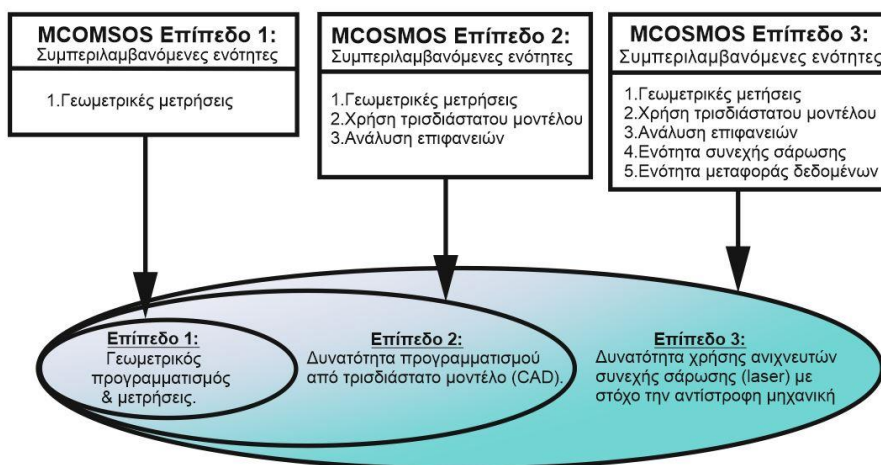 MCOMSOS Επίπεδο 1:
Συμπεριλαμβανόμενες ενότητες
1.Γεωμετρικές μετρήσεις
MCOSMOS Επίπεδο 2:
Συμπεριλαμβανόμενες ενότητες
1.Γεωμετρικές μετρήσεις
2.Χρήση τρισδιάστατου μοντέλου
3.Ανάλυση επιφανειών
MCOSMOS Επίπεδο 3:
Συμπεριλαμβανόμενες ενότητες
1.Γεωμετρικές μετήσεις
2.Χρήση τρισδιάστατου μοντέλου
3.Ανάλυση επιφανειών
4.Ενότητα συνεχής σάρωσης
5.Ενότητα μεταφοράς δεδομένων
Επίπεδο 1:
Γεωμετρικός
προγραμματισμός
& μετρήσεις.
Επίπεδο 2:
Δυνατότητα προγραμματισμού
από τρισδιάστατο μοντέλο (CAD).
Επίπεδο 3:
Δυνατότητα χρήσης ανιχνευτών
συνεχής σάρωσης (laser) με
στόχο την αντίστροφη μηχανική